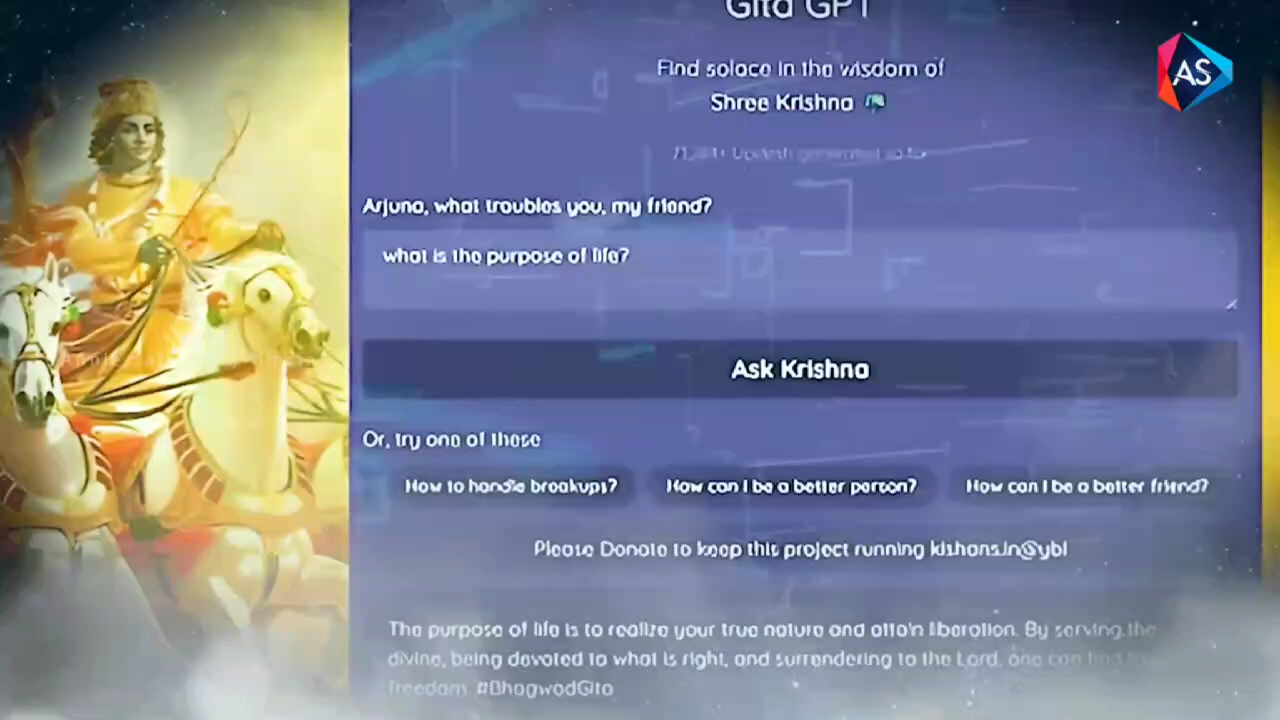 Gita GPT
Find solace in the wisdom of
Shree Krishna
AS
Arjuna, what troubles you, my friend?
what is the purpose of life?
Ask Krishna
Or, try one of these
How to handle breakups?
How can I be a better person?
How can I be a better friend?
Please Donate to keep this project running kishans.in@ybl
The purpose of life is to realize your true nature and attain liberation. By serving the
divine, being devoted to what is right, and surrendering to the Lord, one can find
freedom. #BhagwadGita